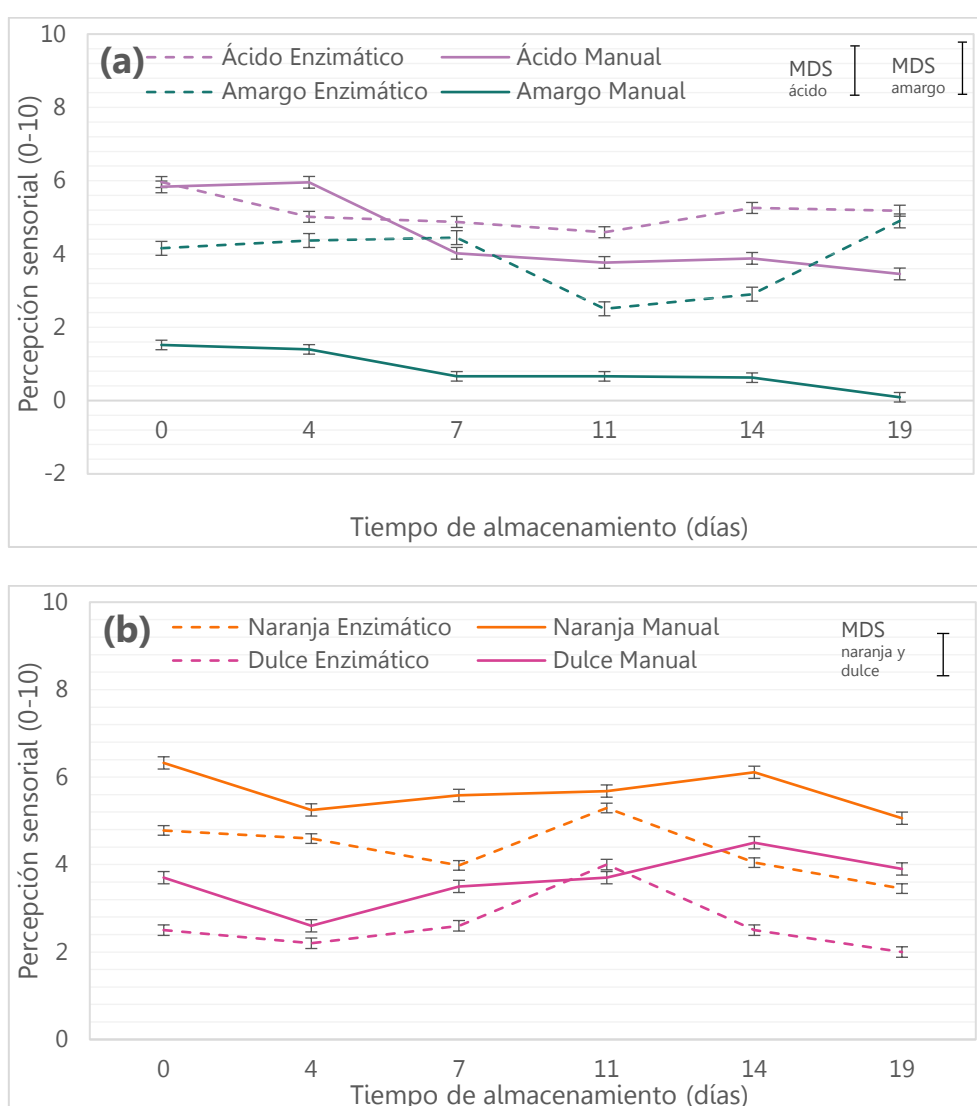 10
(a)
Ácido Enzimático
Ácido Manual
Amargo Enzimático
Amargo Manual
MDS
ácido
MDS
amargo
8
6
4
2
0
-2
Percepción sensorial (0-10)
0 4 7 11 14 19
Tiempo de almacenamiento (días)
10
(b)
Naranja Enzimático
Naranja Manual
Dulce Enzimático
Dulce Manual
MDS
naranja y
dulce
8
6
4
2
0
Percepción sensorial (0-10)
0 4 7 11 14 19
Tiempo de almacenamiento (días)